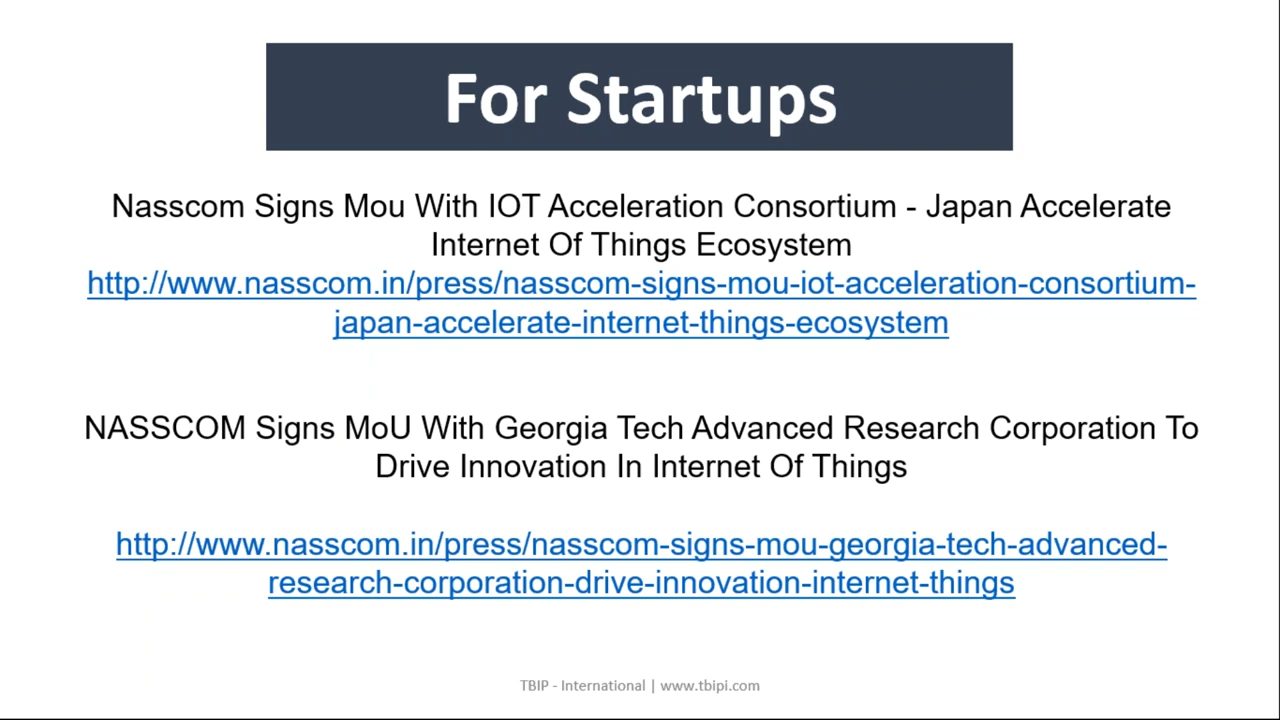 For Startups
Nasscom Signs Mou With IOT Acceleration Consortium - Japan Accelerate
Internet Of Things Ecosystem
http://www.nasscom.in/press/nasscom-signs-mou-iot-acceleration-consortium-
japan-accelerate-internet-things-ecosystem
NASSCOM Signs MoU With Georgia Tech Advanced Research Corporation To
Drive Innovation In Internet Of Things
http://www.nasscom.in/press/nasscom-signs-mou-georgia-tech-advanced-
research-corporation-drive-innovation-internet-things
TBIP - International | www.tbipi.com